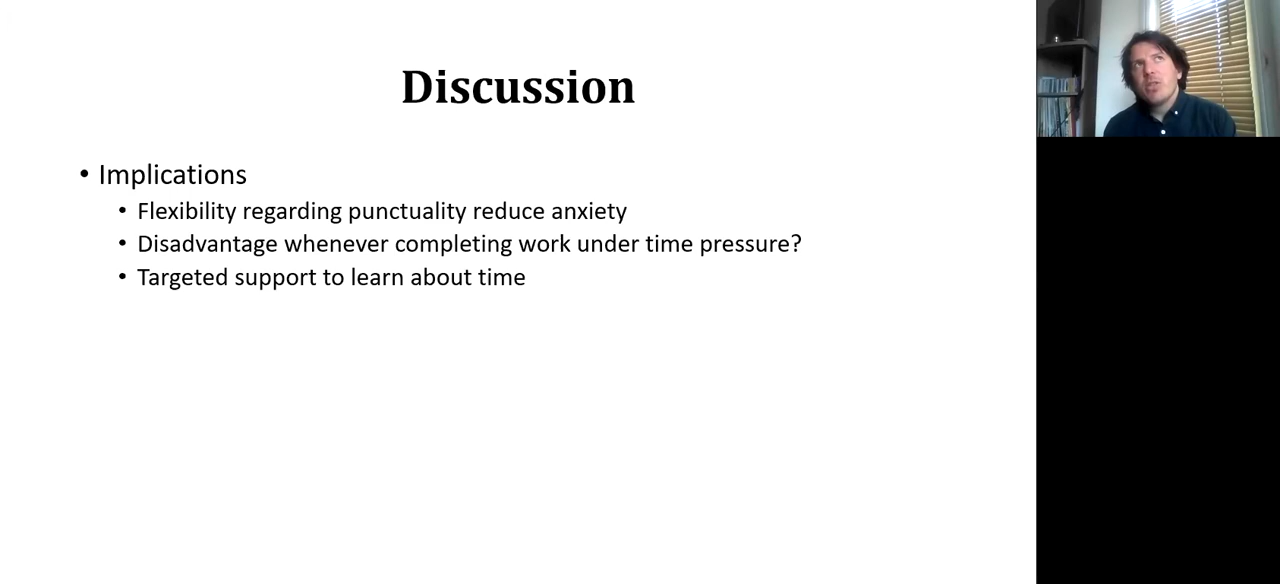 Discussion
• Implications
• Flexibility regarding punctuality reduce anxiety
• Disadvantage whenever completing work under time pressure?
• Targeted support to learn about time